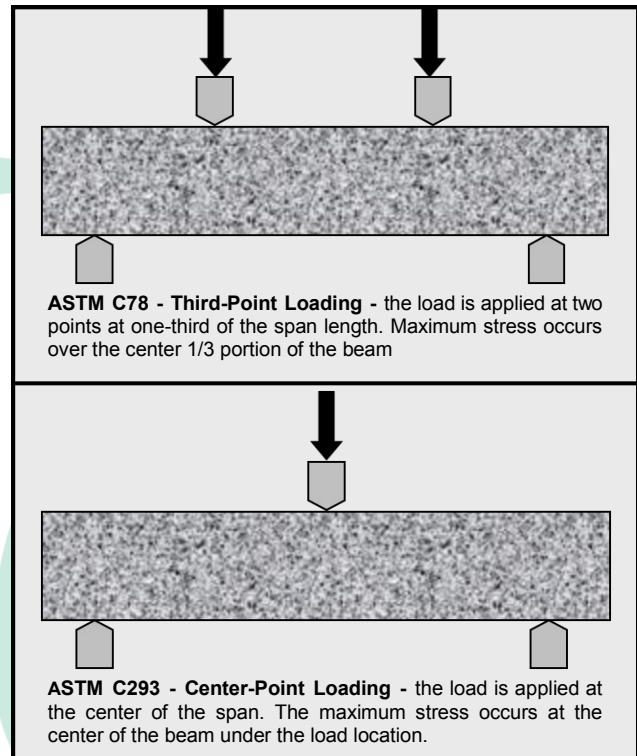 ASTM C78 - Third-Point Loading - the load is applied at two
points at one-third of the span length. Maximum stress occurs
over the center 1/3 portion of the beam
ASTM C293 - Center-Point Loading - the load is applied at
the center of the span. The maximum stress occurs at the
center of the beam under the load location.